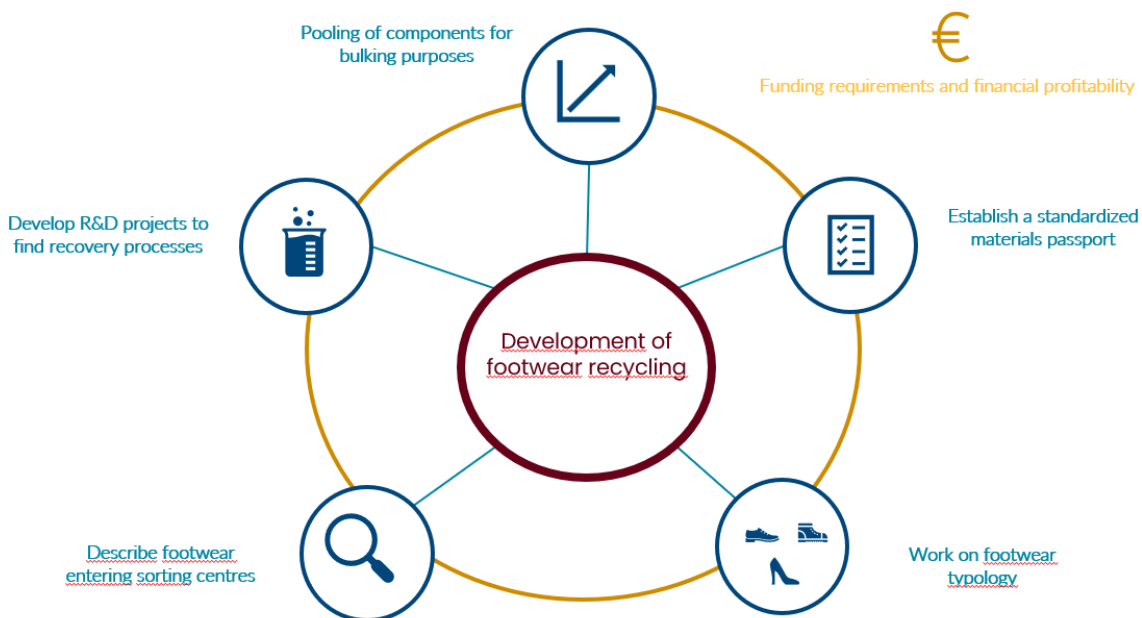 Pooling of components for
bulking purposes
€
Funding requirements and financial profitability
Develop R&D projects to
find recovery processes
Establish a standardized
materials passport
Development of
footwear recycling
Describe footwear
entering sorting centres
Work on footwear
typology